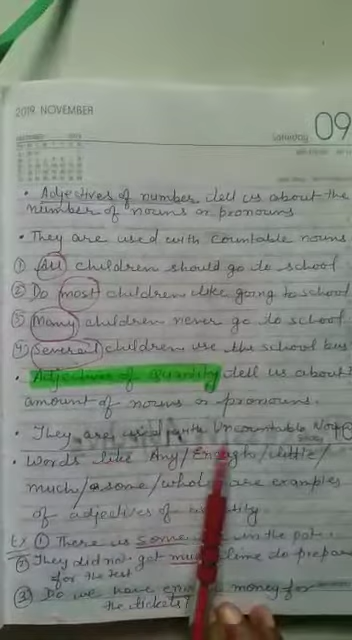 2019 NOVEMBER
Saturday 09
• Adjectives of number tell us about the
number of nouns or pronouns
• They are used with countable nouns
① All children should go to school
② Do most children like going to school
③ Many children never go to school
④ Several children use the school bus
• Adjectives of quantity tell us about
amount of nouns or pronouns.
• They are used with Uncountable
• Words like Any/Enough/little/
much/some/whole are examples
of adjectives of
Ex ① There is some in the pot.
② They did not get much time to prepare
for the test
③ Do we have money for
the tickets?